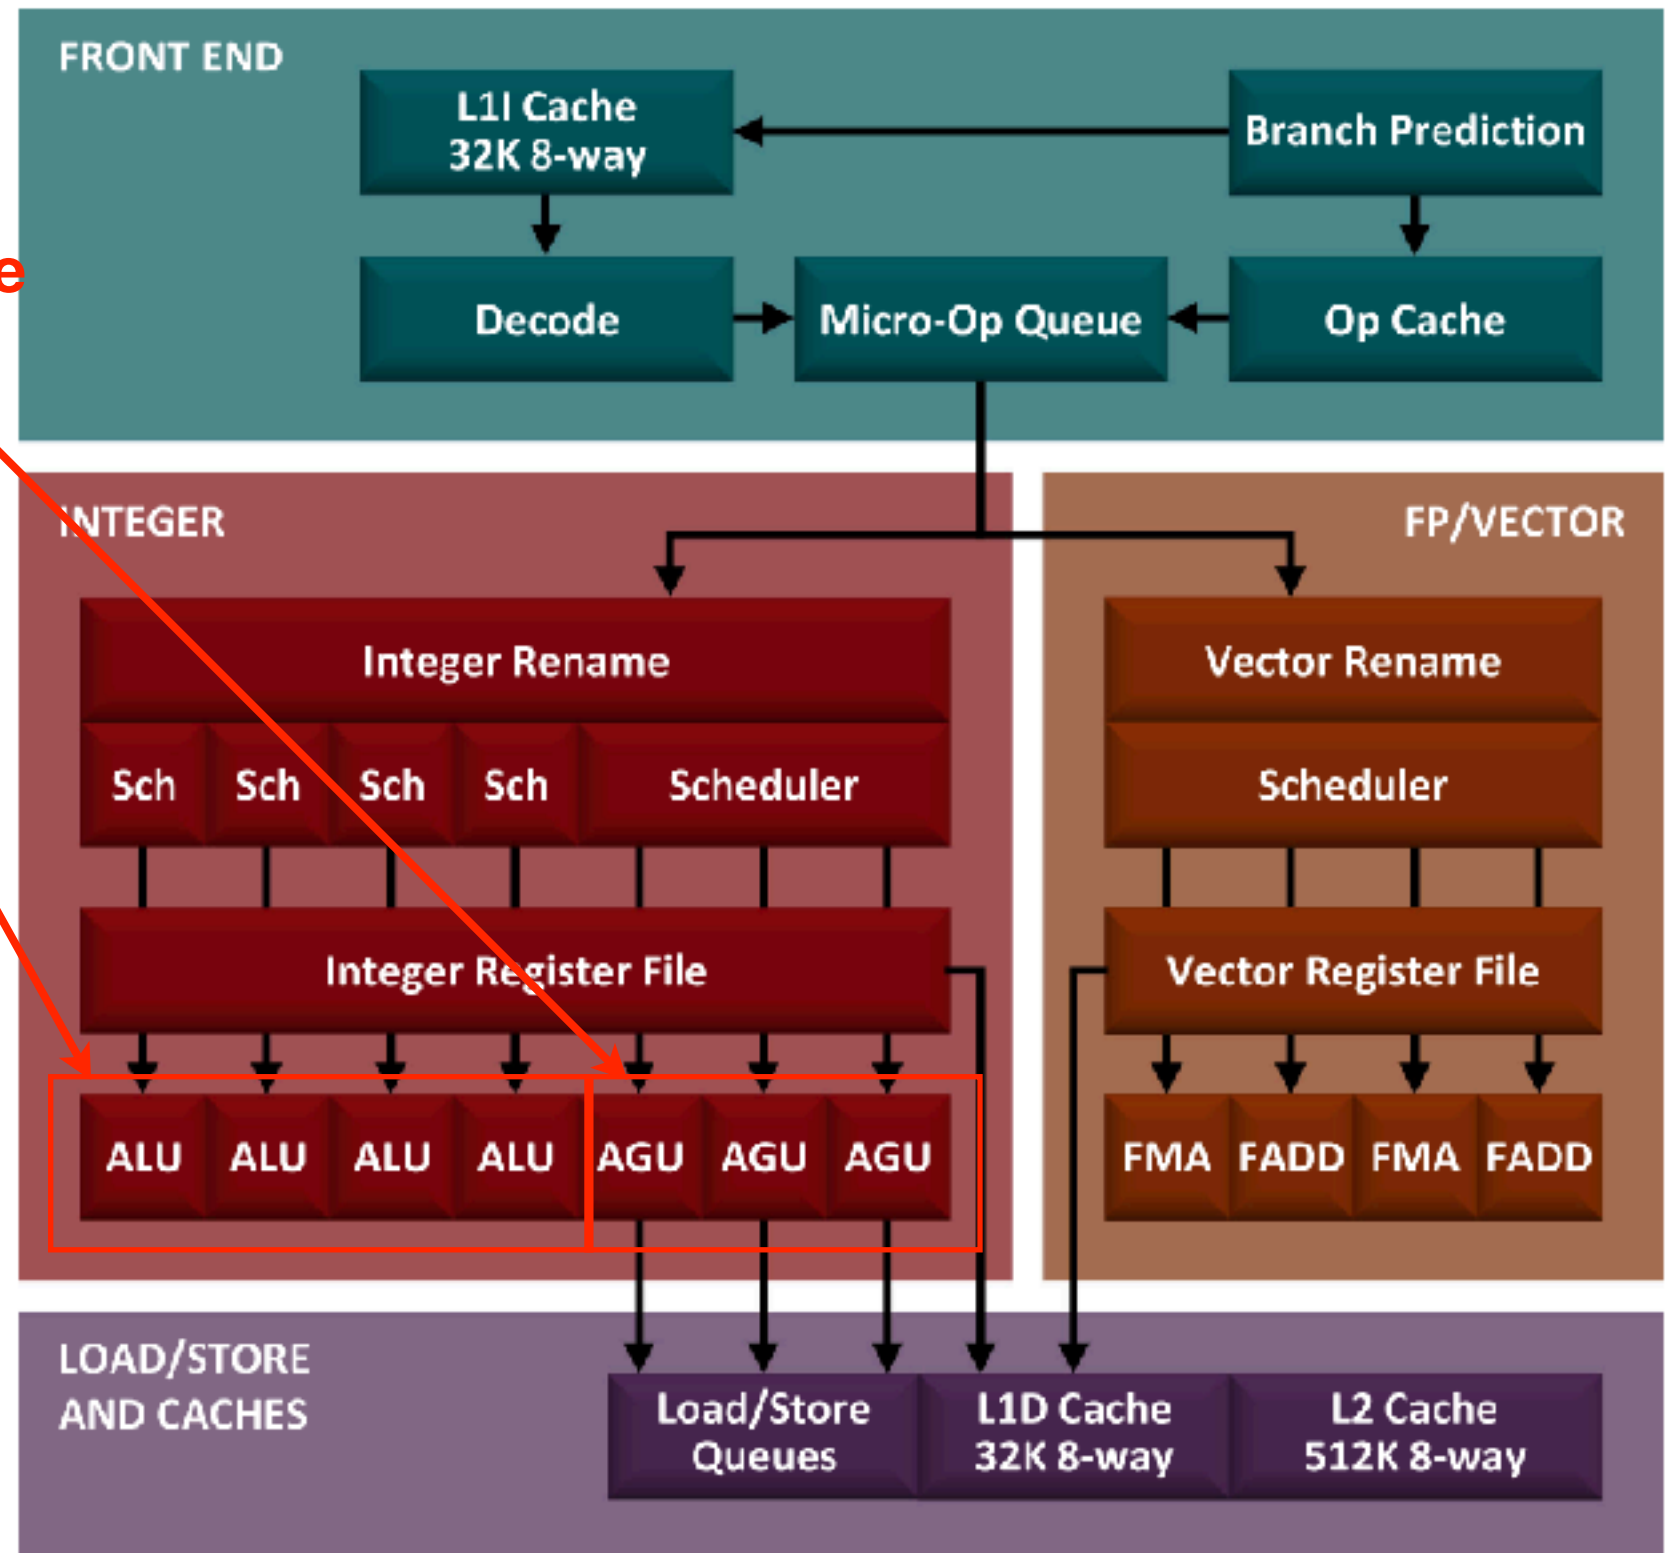 FRONT END
L1I Cache
32K 8-way
Branch Prediction
e
Decode
Micro-Op Queue
Op Cache
INTEGER
FP/VECTOR
Integer Rename
Vector Rename
Sch Sch Sch Sch Scheduler
Scheduler
Integer Register File
Vector Register File
ALU ALU ALU ALU AGU AGU AGU
FMA FADD FMA FADD
LOAD/STORE
AND CACHES
Load/Store
Queues
L1D Cache
32K 8-way
L2 Cache
512K 8-way